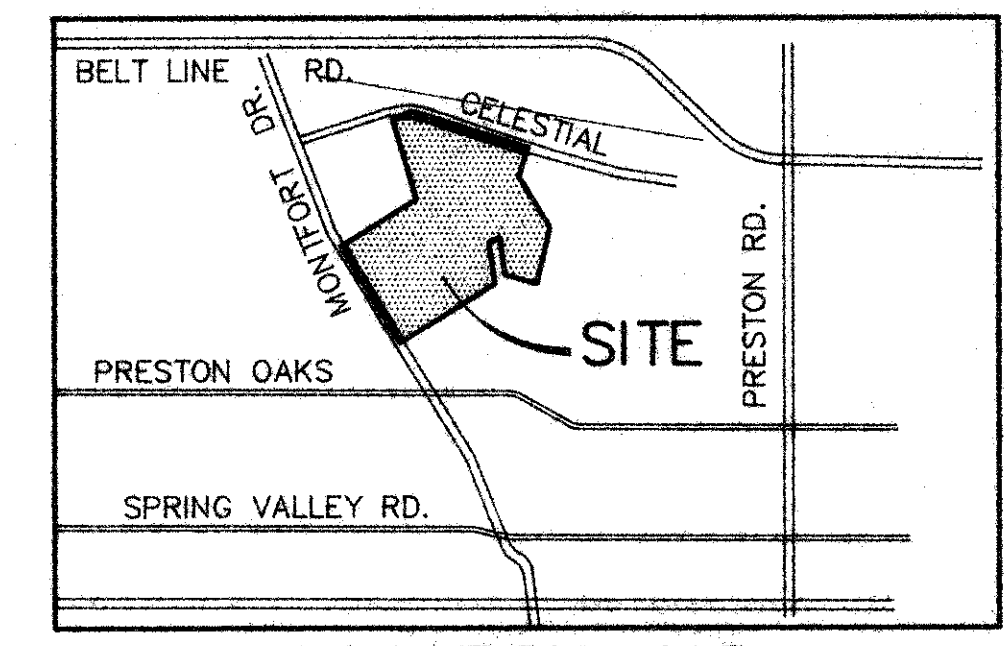 BELT LINE RD.
CELESTIAL
MONTFORT DR.
PRESTON RD.
SITE
PRESTON OAKS
SPRING VALLEY RD.